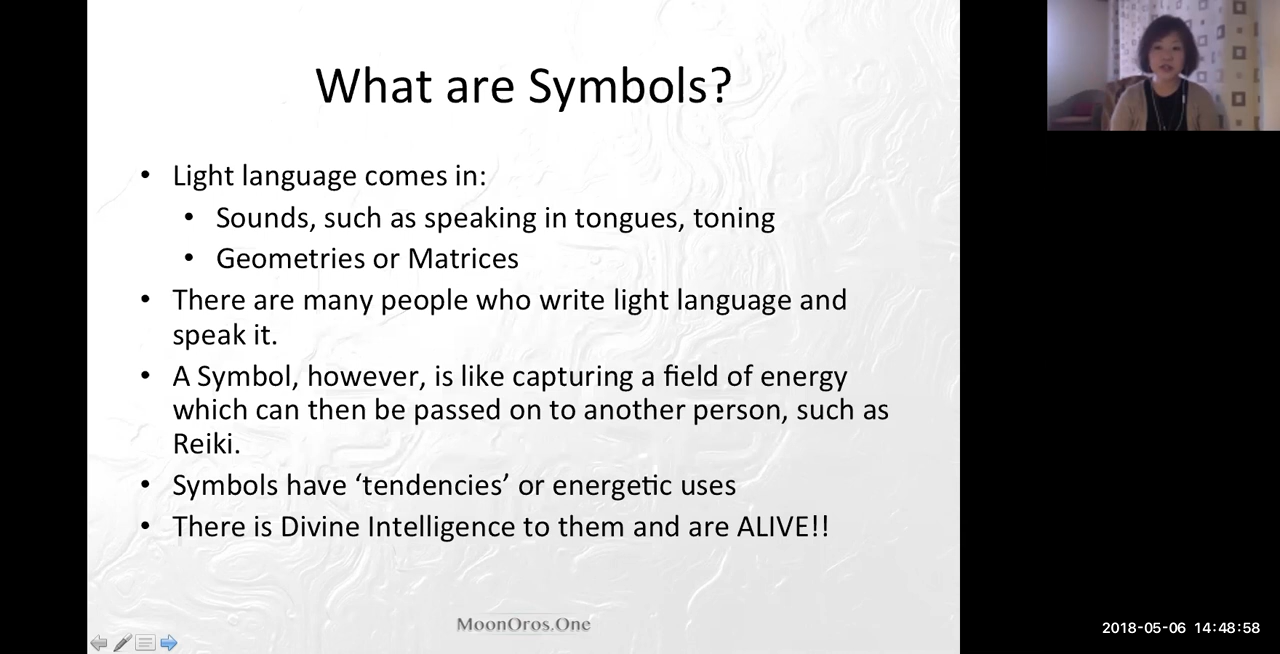 What are Symbols?
• Light language comes in:
• Sounds, such as speaking in tongues, toning
• Geometries or Matrices
• There are many people who write light language and
speak it.
• A Symbol, however, is like capturing a field of energy
which can then be passed on to another person, such as
Reiki.
• Symbols have ‘tendencies’ or energetic uses
• There is Divine Intelligence to them and are ALIVE!!
MoonOros.One
2018-05-06 14:48:58